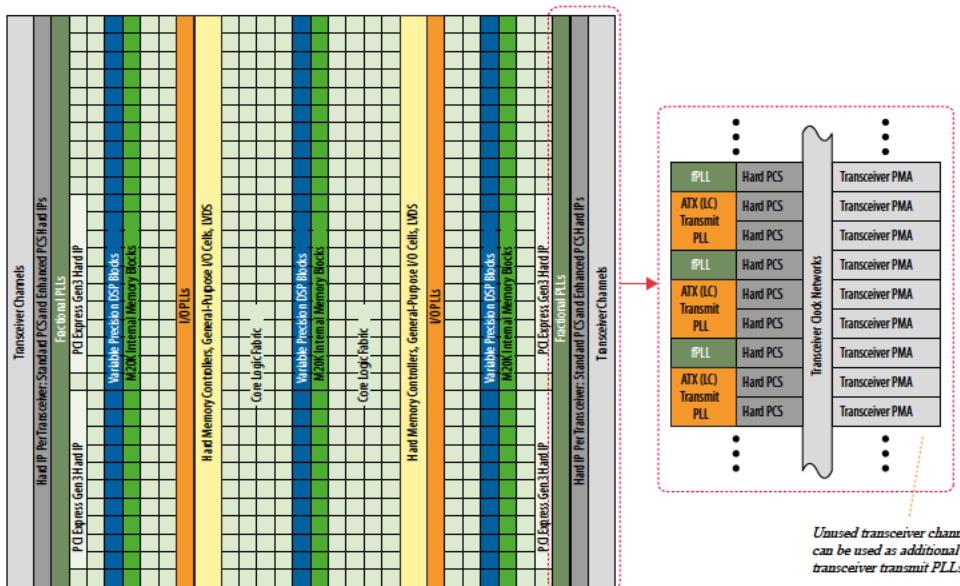 Transceiver Channels
Hard IP Per Transceiver: Standard PCS and Enhanced PCS Hard IPs
Fractional PLLs
PCI Express Gen3 Hard IP
PCI Express Gen3 Hard IP
Variable Precision DSP Blocks
M20K Internal Memory Blocks
I/O PLLs
Hard Memory Controllers, General-Purpose I/O Cells, LVDS
Core Logic Fabric
Variable Precision DSP Blocks
M20K Internal Memory Blocks
Core Logic Fabric
Hard Memory Controllers, General-Purpose I/O Cells, LVDS
I/O PLLs
Variable Precision DSP Blocks
M20K Internal Memory Blocks
PCI Express Gen3 Hard IP
PCI Express Gen3 Hard IP
Fractional PLLs
Hard IP Per Transceiver: Standard PCS and Enhanced PCS Hard IPs
Transceiver Channels
fPLL
Hard PCS
Transceiver PMA
ATX (LC)
Transmit
PLL
Hard PCS
Transceiver PMA
Hard PCS
Transceiver PMA
fPLL
Hard PCS
Transceiver PMA
ATX (LC)
Transmit
PLL
Hard PCS
Transceiver PMA
Hard PCS
Transceiver PMA
fPLL
Hard PCS
Transceiver PMA
ATX (LC)
Transmit
PLL
Hard PCS
Transceiver PMA
Hard PCS
Transceiver PMA
Transceiver Clock Networks
Unused transceiver
can be used as additional
transceiver transmit PLLs